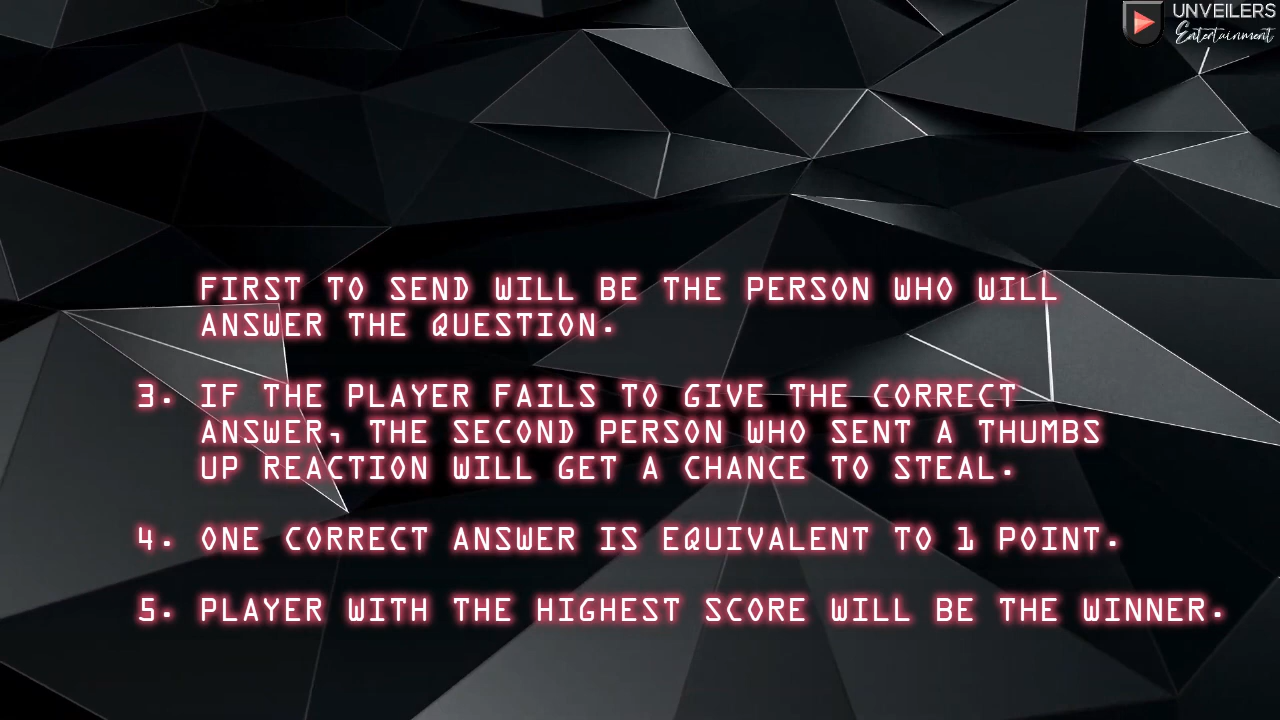 UNVEILERS
Entertainment
FIRST TO SEND WILL BE THE PERSON WHO WILL
ANSWER THE QUESTION.
3. IF THE PLAYER FAILS TO GIVE THE CORRECT
ANSWER, THE SECOND PERSON WHO SENT A THUMBS
UP REACTION WILL GET A CHANCE TO STEAL.
4. ONE CORRECT ANSWER IS EQUIVALENT TO 1 POINT.
5. PLAYER WITH THE HIGHEST SCORE WILL BE THE WINNER.